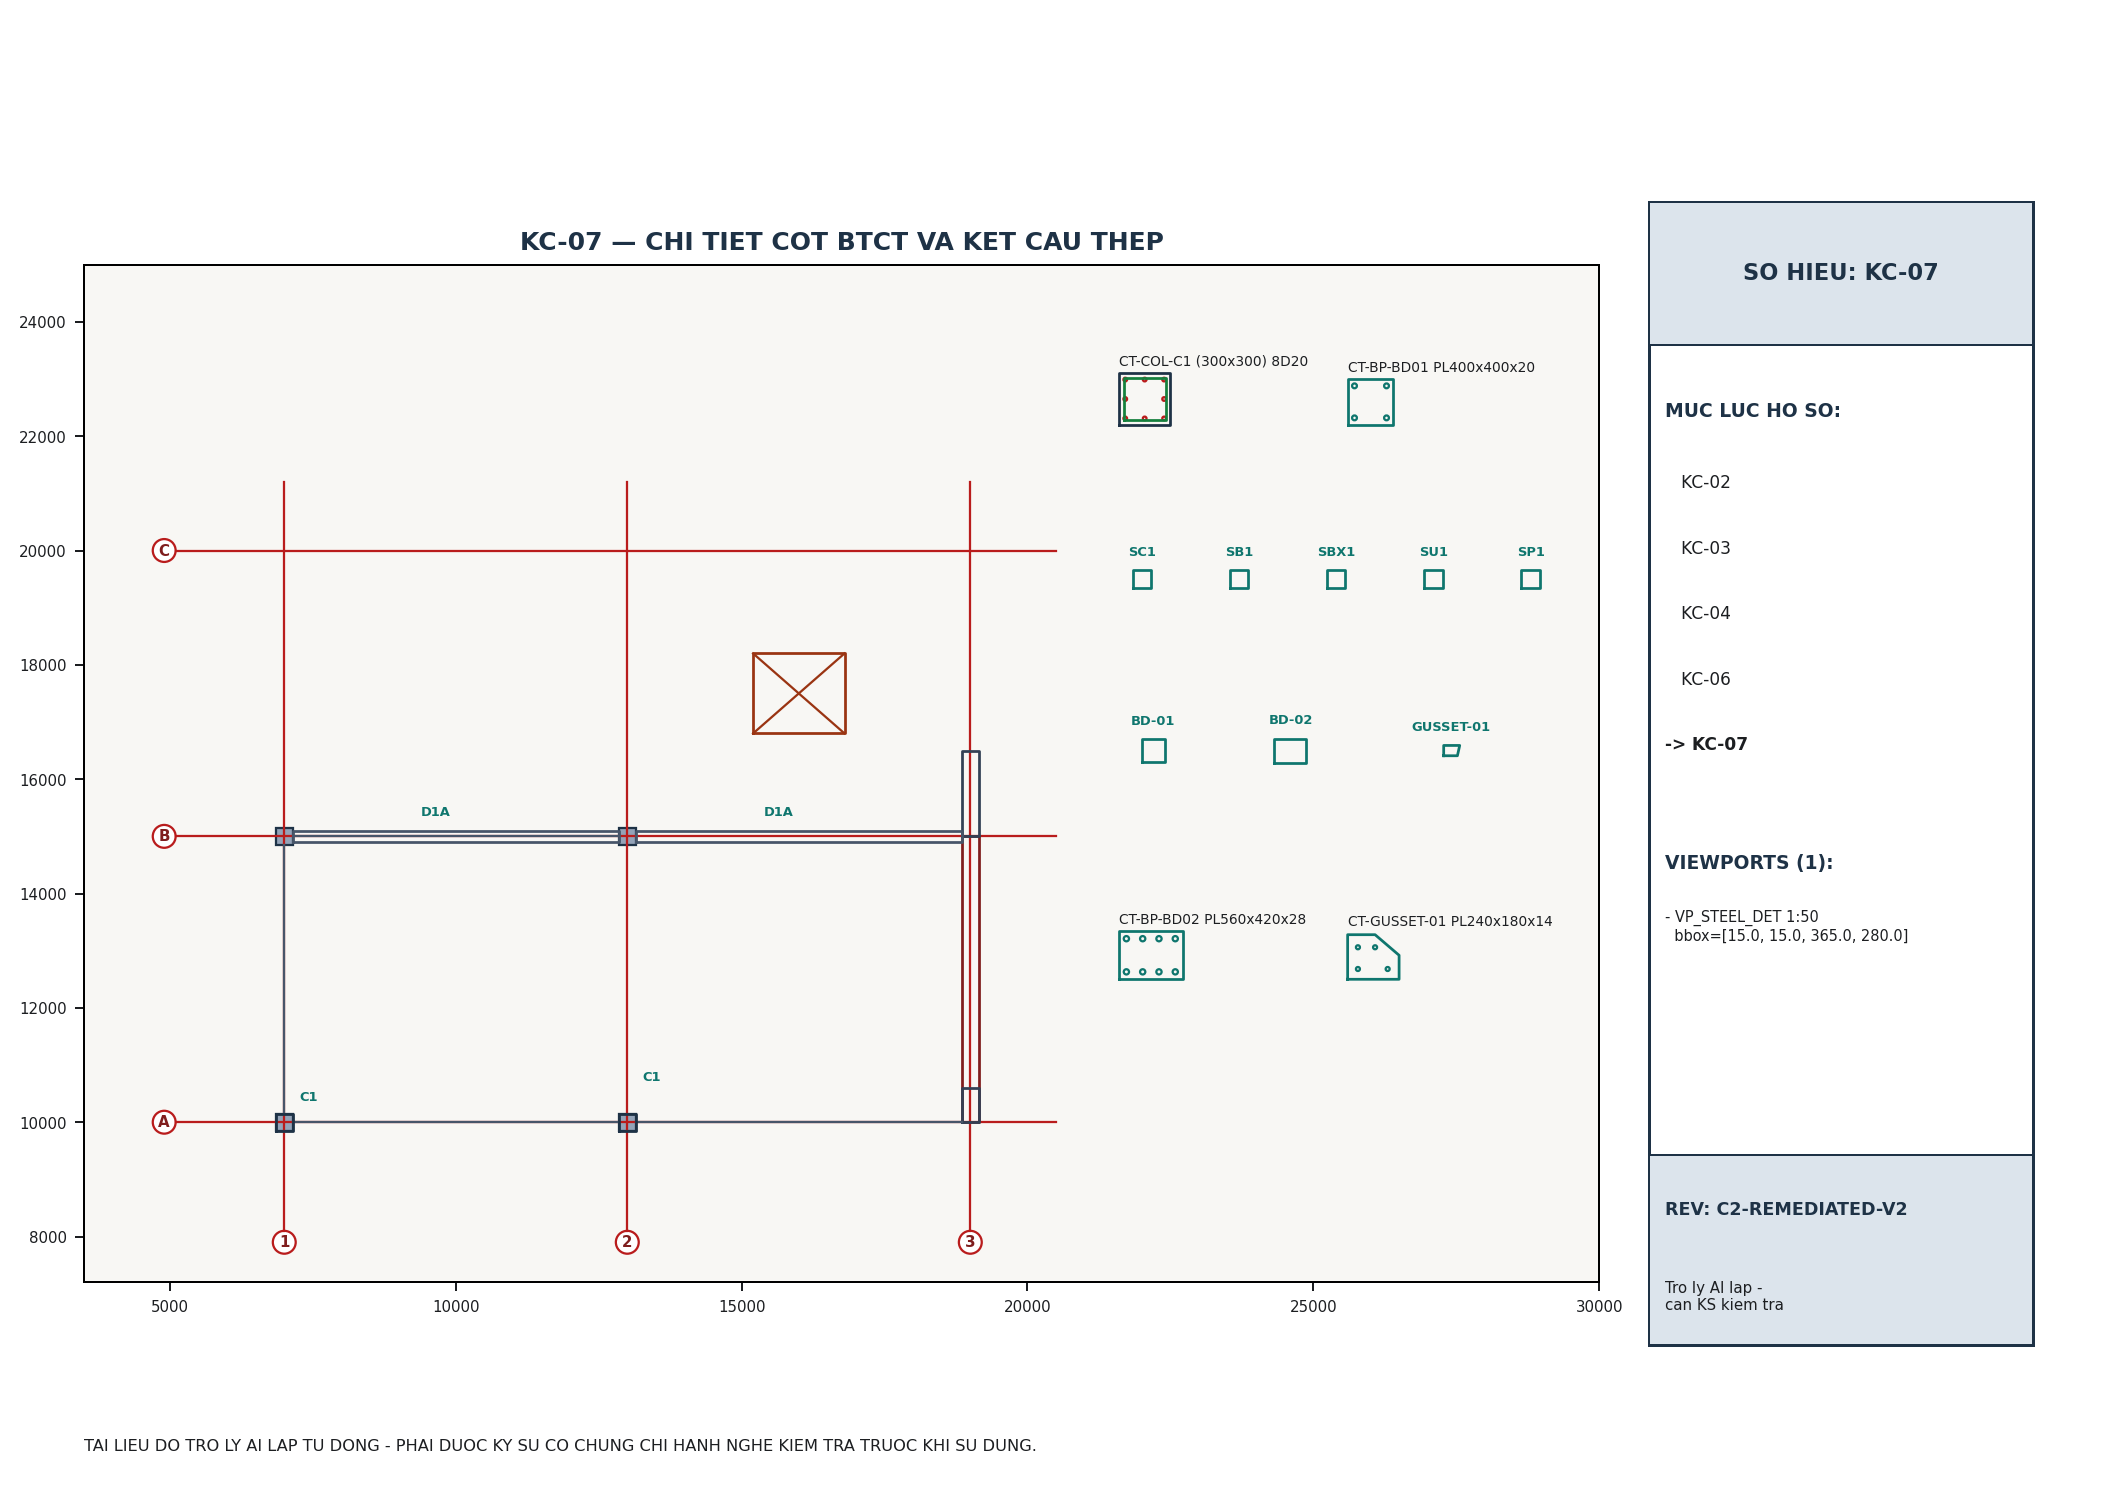 KC-07 — CHI TIET COT BTCT VA KET CAU THEP
24000
22000
20000
18000
16000
14000
12000
10000
8000
5000
10000
15000
20000
25000
30000
C
B
A
1
2
3
D1A
D1A
C1
C1
CT-COL-C1 (300x300) 8D20
CT-BP-BD01 PL400x400x20
SC1
SB1
SBX1
SU1
SP1
BD-01
BD-02
GUSSET-01
CT-BP-BD02 PL560x420x28
CT-GUSSET-01 PL240x180x14
SO HIEU: KC-07
MUC LUC HO SO:
KC-02
KC-03
KC-04
KC-06
-> KC-07
VIEWPORTS (1):
- VP_STEEL_DET 1:50
bbox=[15.0, 15.0, 365.0, 280.0]
REV: C2-REMEDIATED-V2
Tro ly AI lap -
can KS kiem tra
TAI LIEU DO TRO LY AI LAP TU DONG - PHAI DUOC KY SU CO CHUNG CHI HANH NGHE KIEM TRA TRUOC KHI SU DUNG.